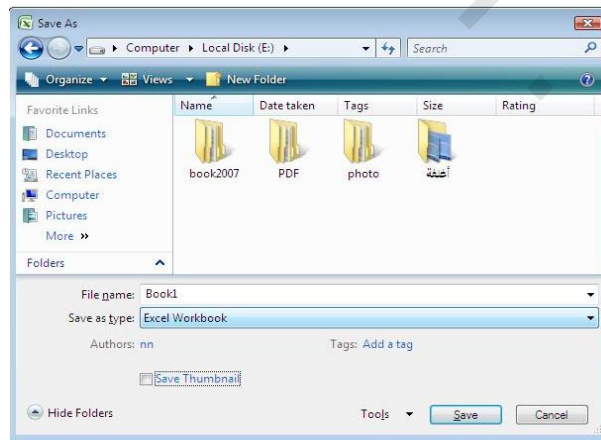 Save As
Computer ▸ Local Disk (E:) ▸ Search
Organize Views New Folder
Favorite Links
Name Date taken Tags Size Rating
Documents
Desktop
Recent Places
Computer
Pictures
More »
Folders
book2007 PDF photo أضفة
File name: Book1
Save as type: Excel Workbook
Authors: nn Tags: Add a tag
Save Thumbnail
Hide Folders Tools Save Cancel